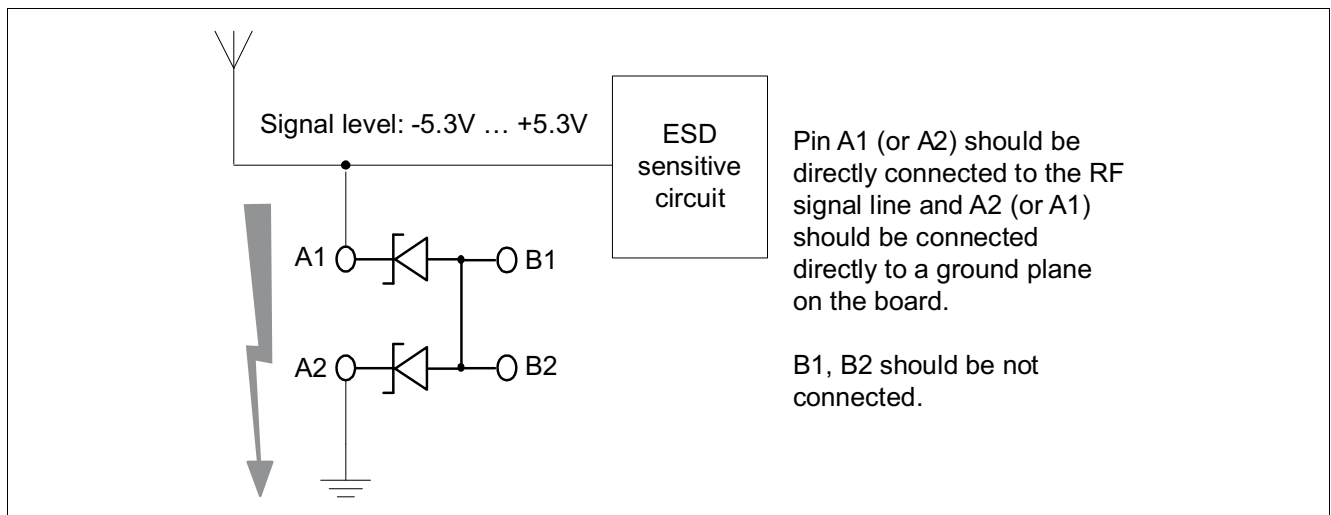 Signal level: -5.3V … +5.3V
ESD
sensitive
circuit
A1
B1
A2
B2
Pin A1 (or A2) should be
directly connected to the RF
signal line and A2 (or A1)
should be connected
directly to a ground plane
on the board.
B1, B2 should be not
connected.